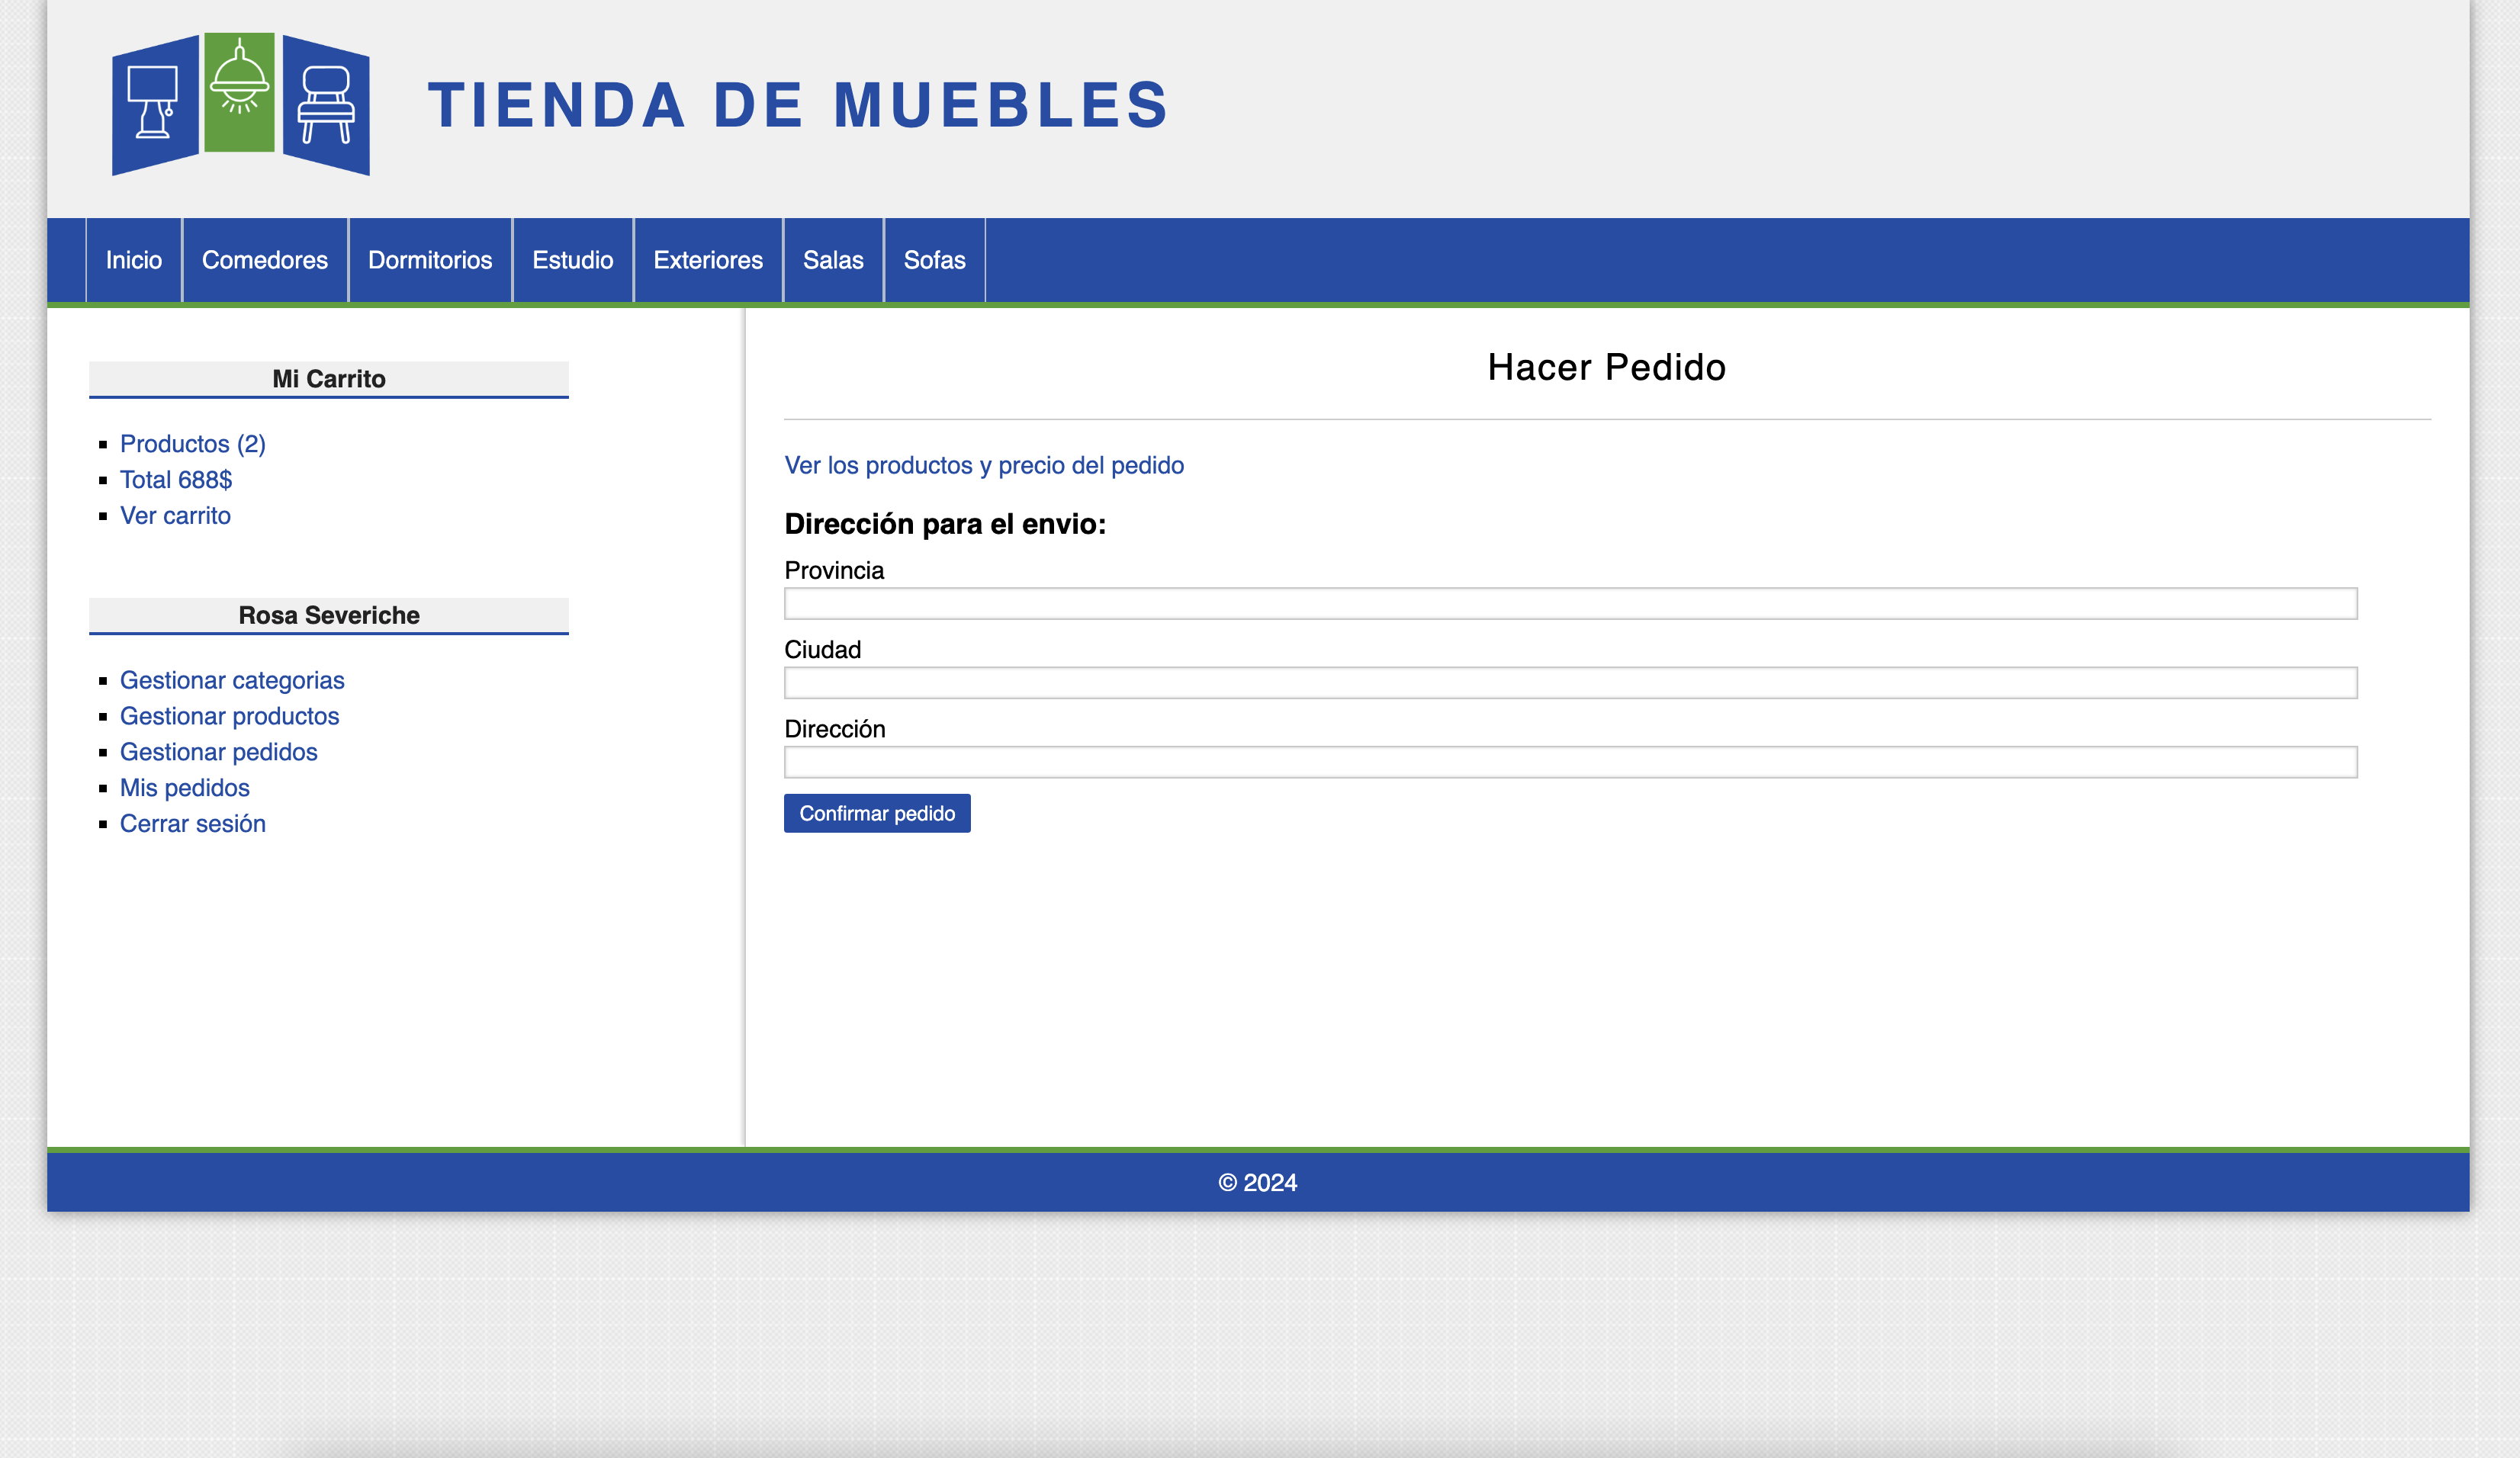 TIENDA DE MUEBLES
Inicio
Comedores
Dormitorios
Estudio
Exteriores
Salas
Sofas
Mi Carrito
Productos (2)
Total 688$
Ver carrito
Rosa Severiche
Gestionar categorias
Gestionar productos
Gestionar pedidos
Mis pedidos
Cerrar sesión
Hacer Pedido
Ver los productos y precio del pedido
Dirección para el envio:
Provincia
Ciudad
Dirección
Confirmar pedido
© 2024